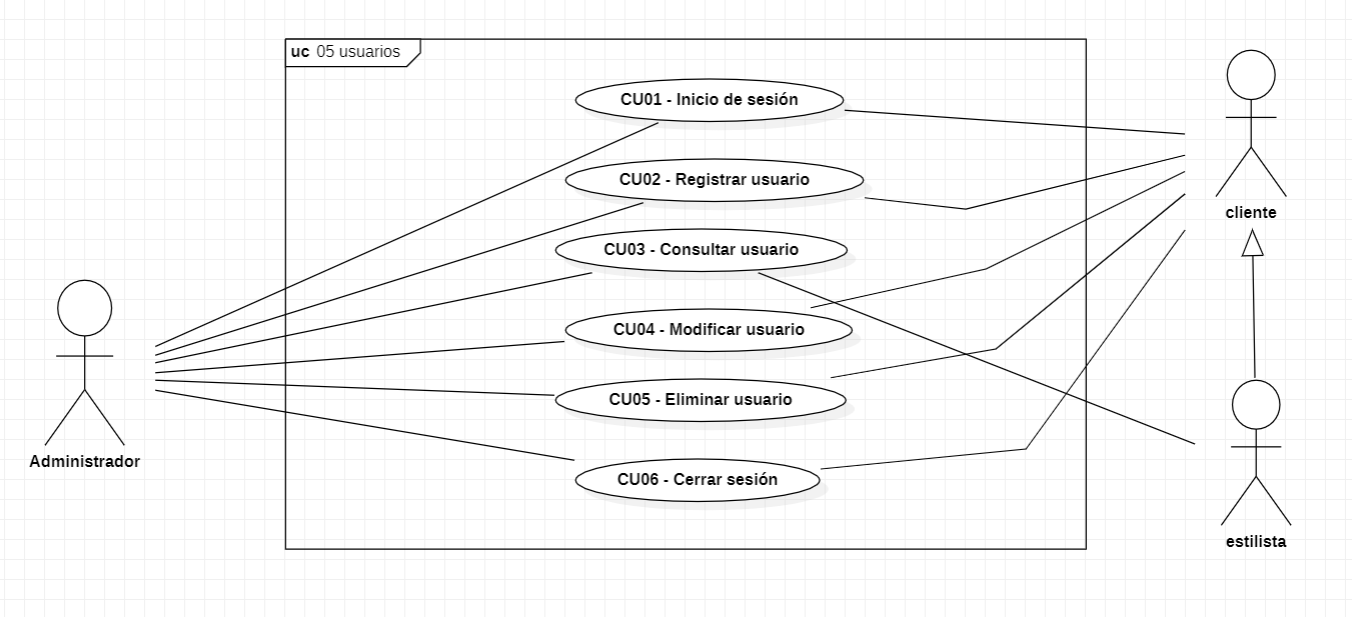 uc 05 usuarios
CU01 - Inicio de sesión
CU02 - Registrar usuario
CU03 - Consultar usuario
CU04 - Modificar usuario
CU05 - Eliminar usuario
CU06 - Cerrar sesión
Administrador
cliente
estilista